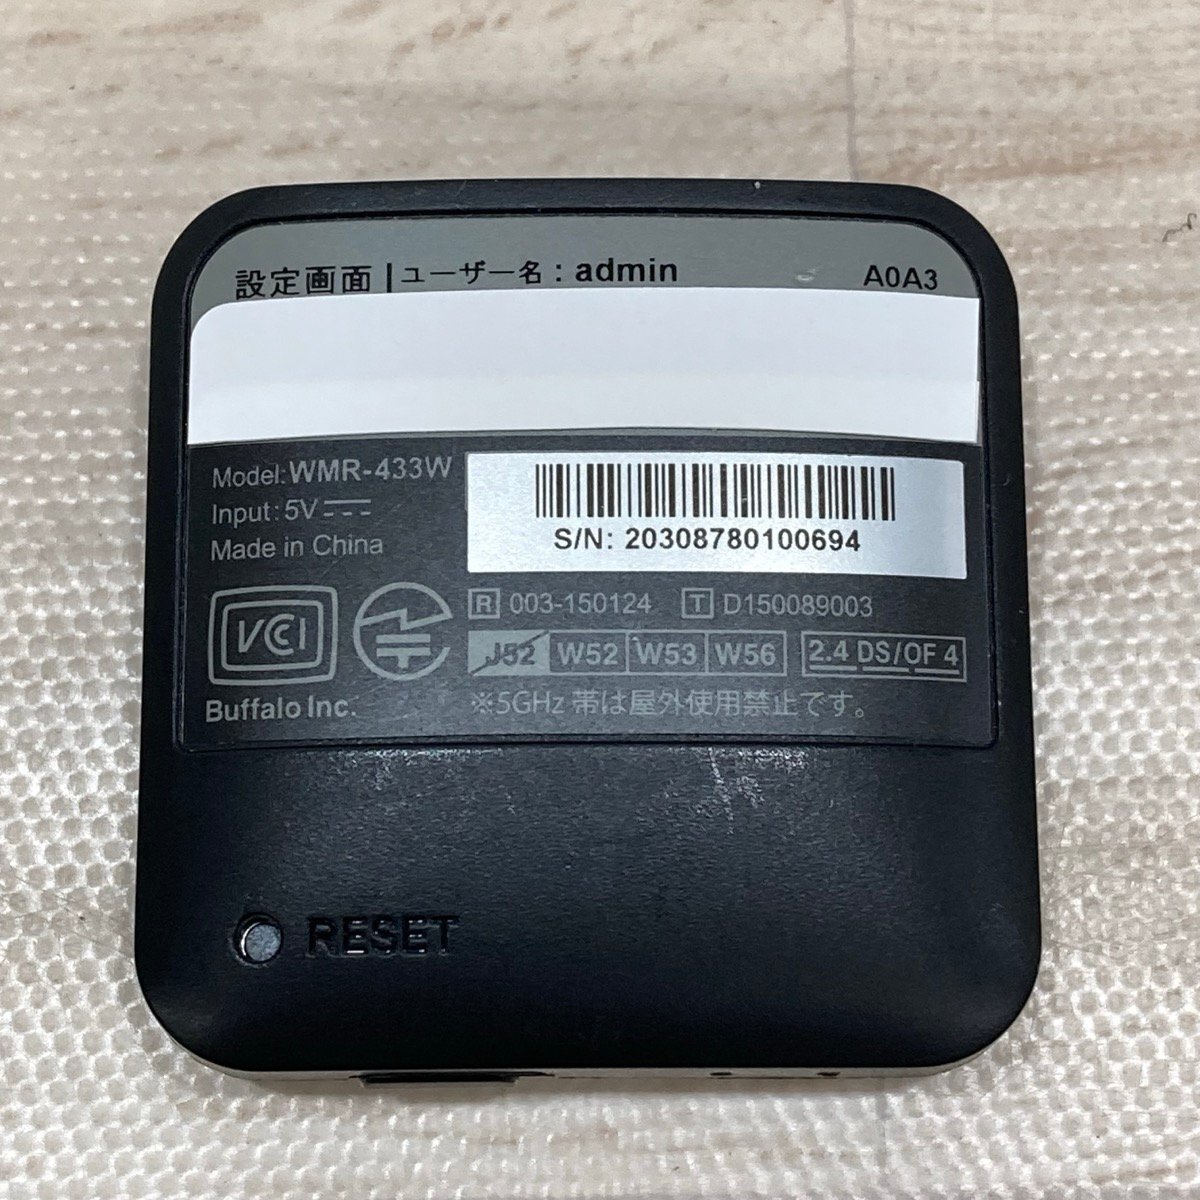 設定画面 | ユーザー名：admin A0A3
Model: WMR-433W
Input: 5V
Made in China
S/N: 20308780100694
VCCI
R 003-150124 T D150089003
J52 W52 W53 W56 2.4 DS/OF 4
Buffalo Inc.
※5GHz 帯は屋外使用禁止です。
RESET